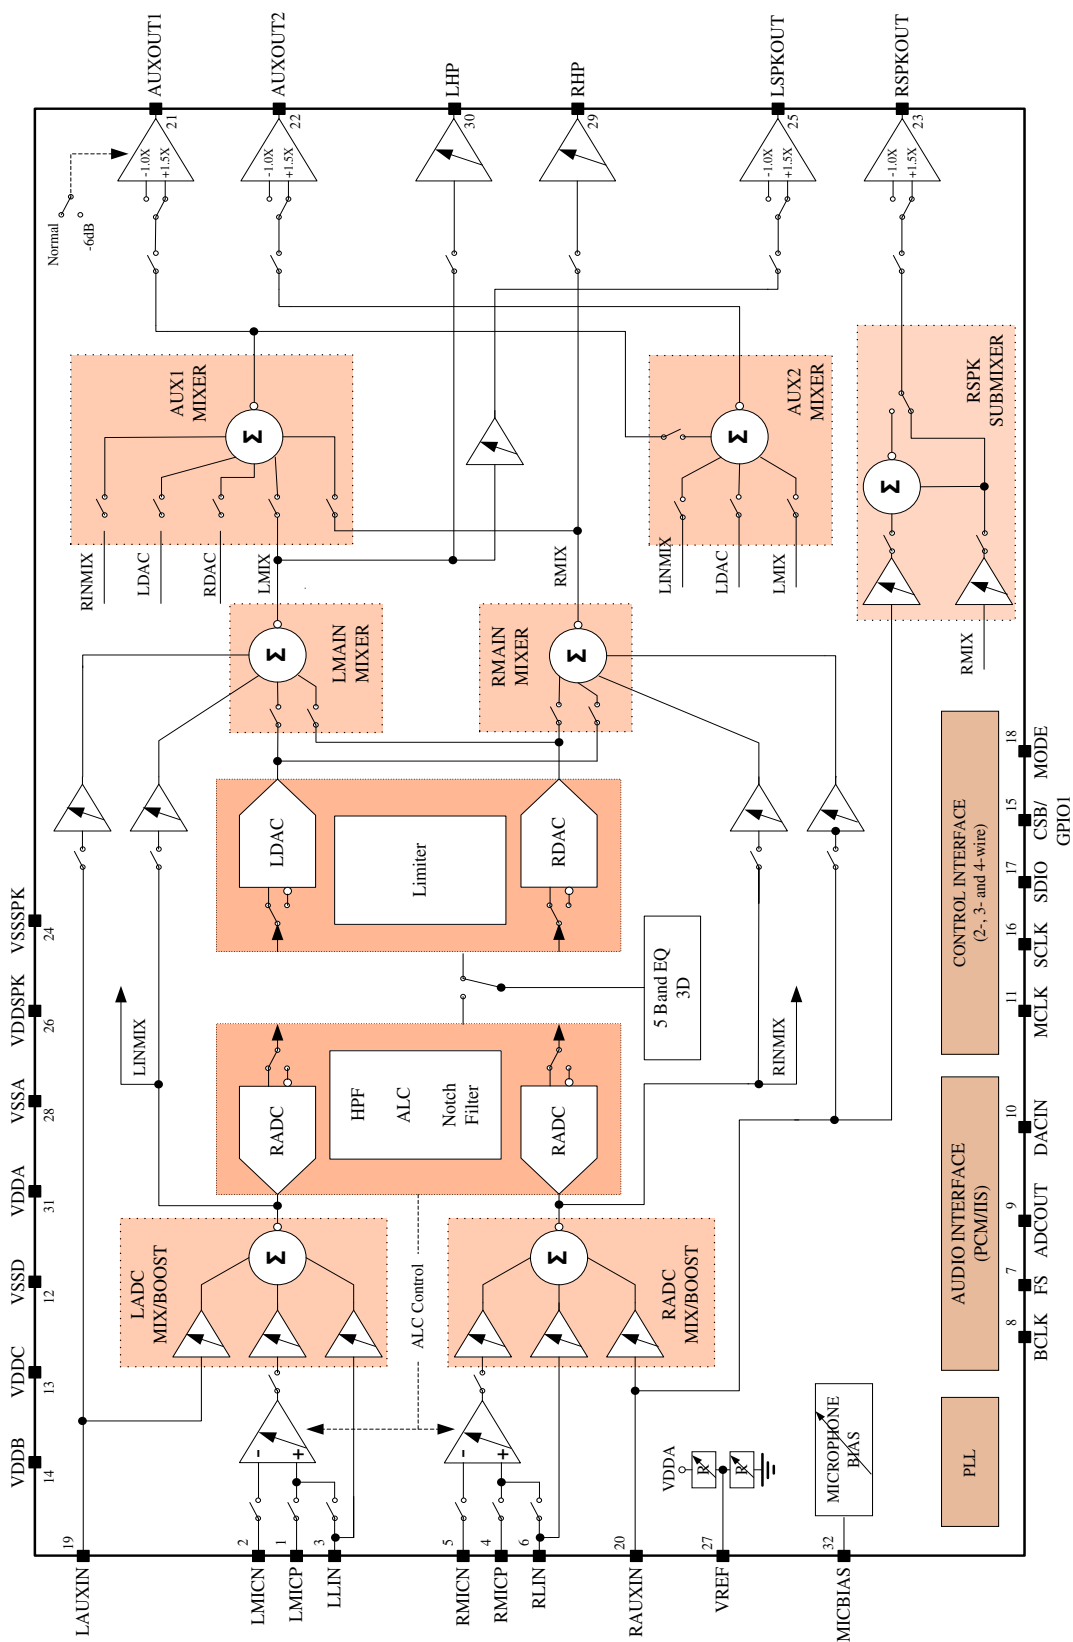 AUXOUT1
AUXOUT2
LHP
RHP
LSPKOUT
RSPKOUT
21
22
30
29
25
23
-1.0X
+1.5X
-1.0X
+1.5X
-1.0X
+1.5X
-1.0X
+1.5X
Normal
-6dB
AUX1
MIXER
Σ
RINMIX
LDAC
RDAC
LMIX
RMIX
AUX2
MIXER
Σ
LINMIX
LDAC
LMIX
RSPK
SUBMIXER
Σ
RMIX
LMAIN
MIXER
Σ
RMAIN
MIXER
Σ
LDAC
Limiter
RDAC
5 Band EQ
3D
LINMIX
RINMIX
RADC
HPF
ALC
Notch
Filter
RADC
LADC
MIX/BOOST
Σ
ALC Control
RADC
MIX/BOOST
Σ
-
+
-
+
VDDA
R
R
MICROPHONE
BIAS
PLL
AUDIO INTERFACE
(PCM/IIS)
CONTROL INTERFACE
(2-, 3- and 4-wire)
VDDB
14
VDDC
13
VSSD
12
VDDA
31
VSSA
28
VDDSPK
26
VSSSPK
24
LAUXIN
19
LMICN
2
LMICP
1
LLIN
3
RMICN
5
RMICP
4
RLIN
6
RAUXIN
20
VREF
27
MICBIAS
32
8
BCLK
7
FS
9
ADCOUT
10
DACIN
11
MCLK
16
SCLK
17
SDIO
15
CSB/
GPIO1
18
MODE